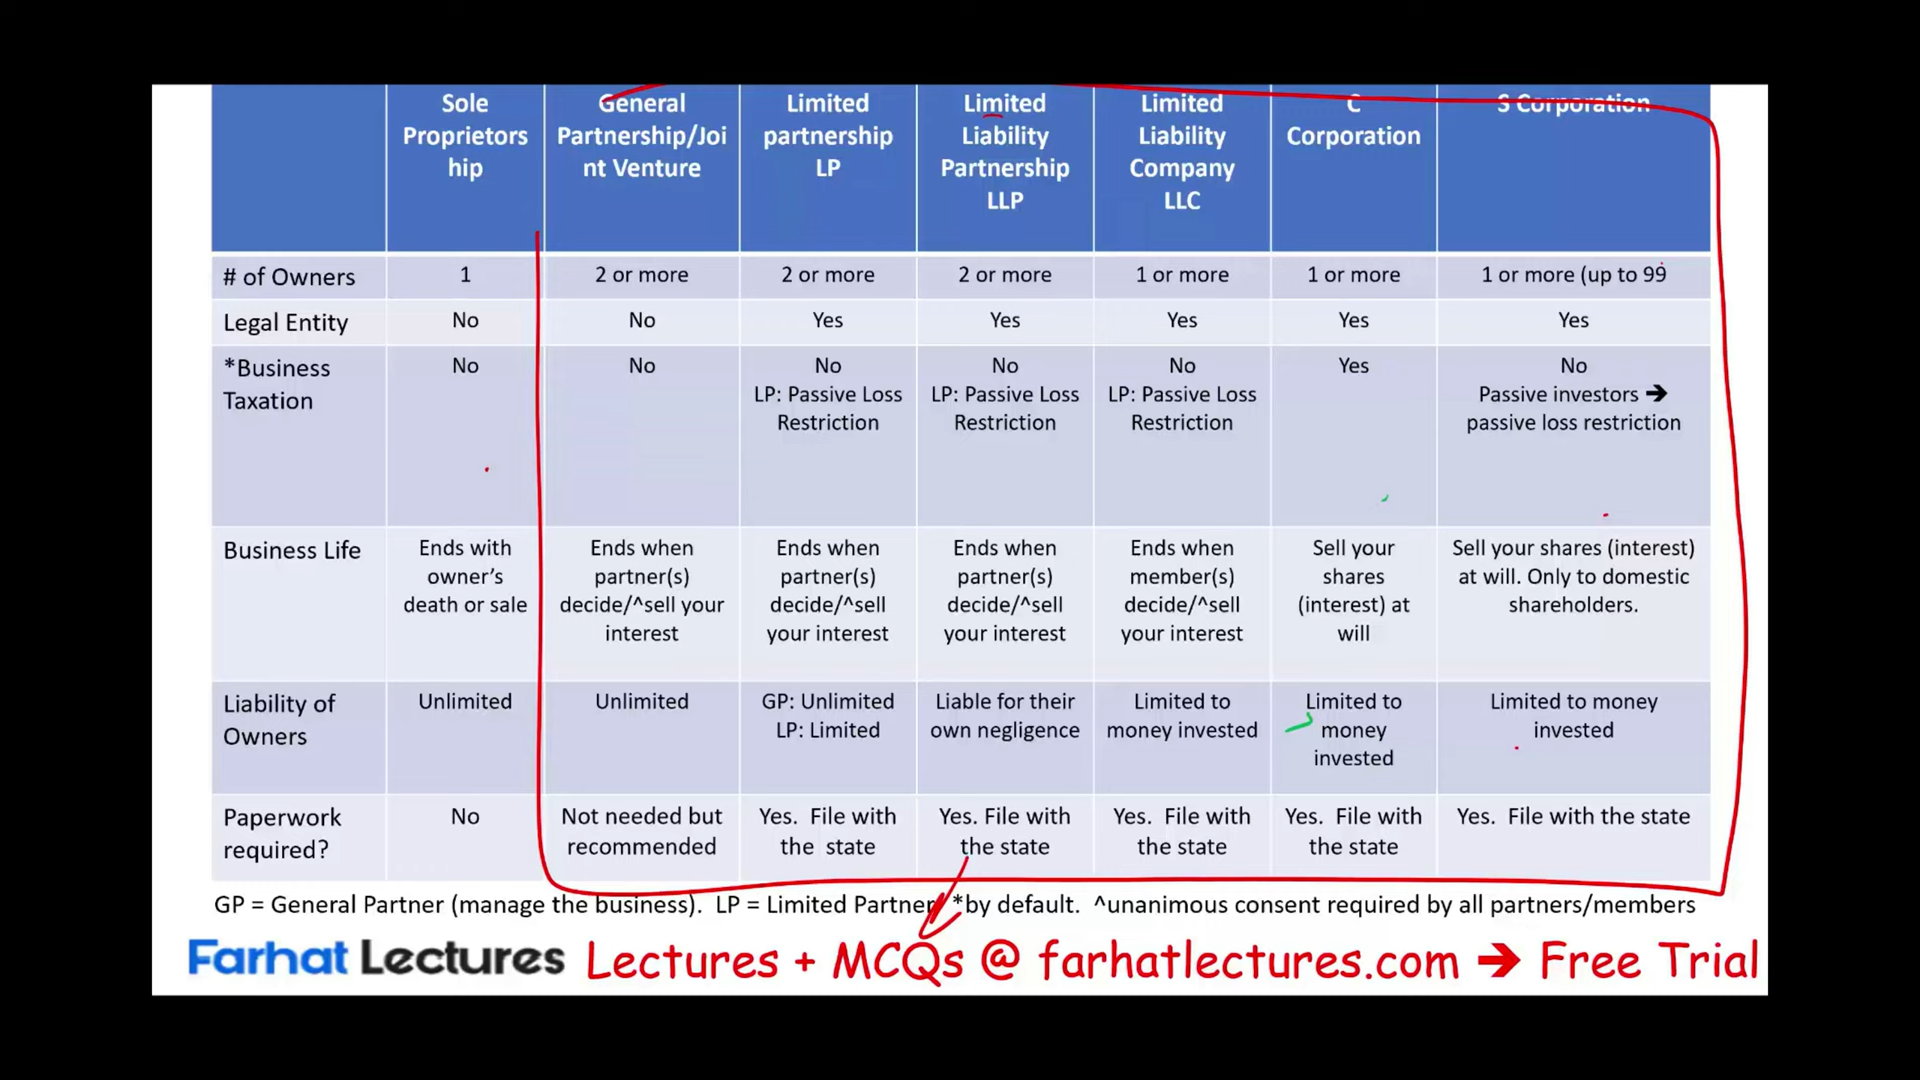 Sole
Proprietors
hip
General
Partnership/Joi
nt Venture
Limited
partnership
LP
Limited
Liability
Partnership
LLP
Limited
Liability
Company
LLC
C
Corporation
S Corporation
# of Owners
1
2 or more
2 or more
2 or more
1 or more
1 or more
1 or more (up to 99
Legal Entity
No
No
Yes
Yes
Yes
Yes
Yes
*Business
Taxation
No
No
No
LP: Passive Loss
Restriction
No
LP: Passive Loss
Restriction
No
LP: Passive Loss
Restriction
Yes
No
Passive investors ➔
passive loss restriction
Business Life
Ends with
owner’s
death or sale
Ends when
partner(s)
decide/^sell your
interest
Ends when
partner(s)
decide/^sell
your interest
Ends when
partner(s)
decide/^sell
your interest
Ends when
member(s)
decide/^sell
your interest
Sell your
shares
(interest) at
will
Sell your shares (interest)
at will. Only to domestic
shareholders.
Liability of
Owners
Unlimited
Unlimited
GP: Unlimited
LP: Limited
Liable for their
own negligence
Limited to
money invested
Limited to
money
invested
Limited to money
invested
Paperwork
required?
No
Not needed but
recommended
Yes. File with
the state
Yes. File with
the state
Yes. File with
the state
Yes. File with
the state
Yes. File with the state
GP = General Partner (manage the business). LP = Limited Partner *by default. ^unanimous consent required by all partners/members
Farhat Lectures Lectures + MCQs @ farhatlectures.com ➔ Free Trial